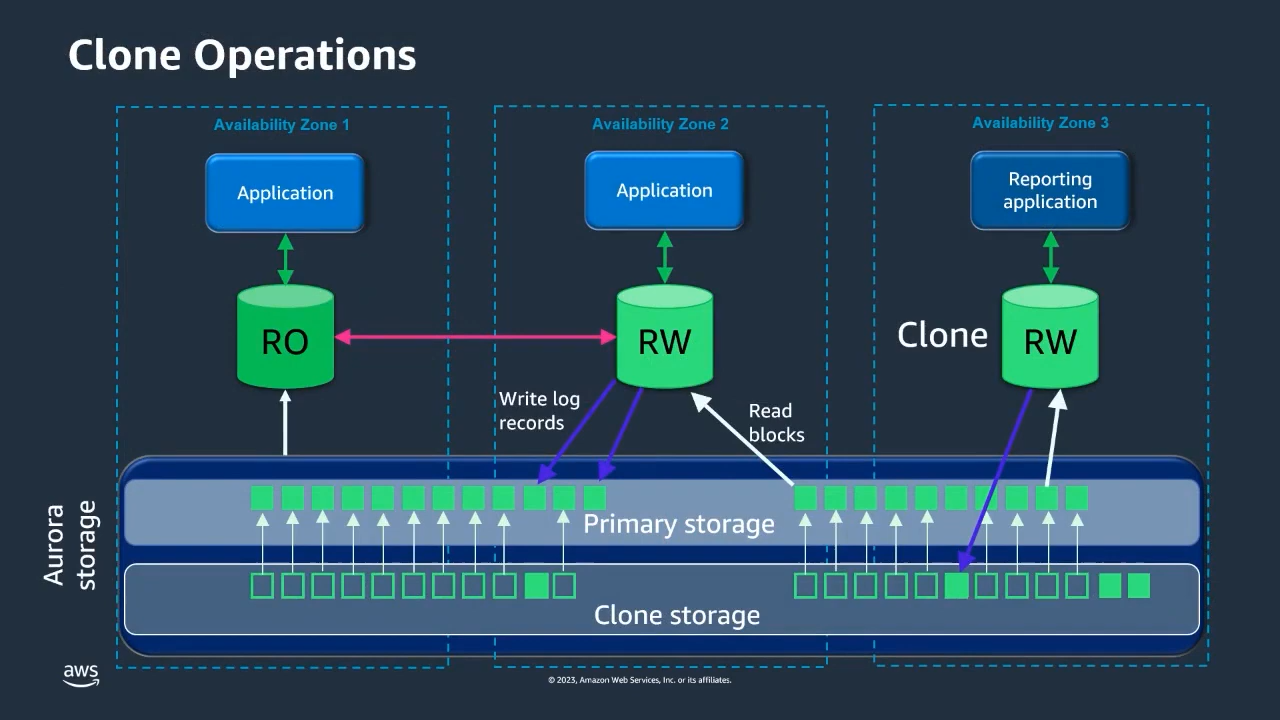 Clone Operations
Availability Zone 1
Availability Zone 2
Availability Zone 3
Application
Application
Reporting
application
RO
RW
Clone
RW
Write log
records
Read
blocks
Aurora
storage
Primary storage
Clone storage
aws
© 2023, Amazon Web Services, Inc. or its affiliates.